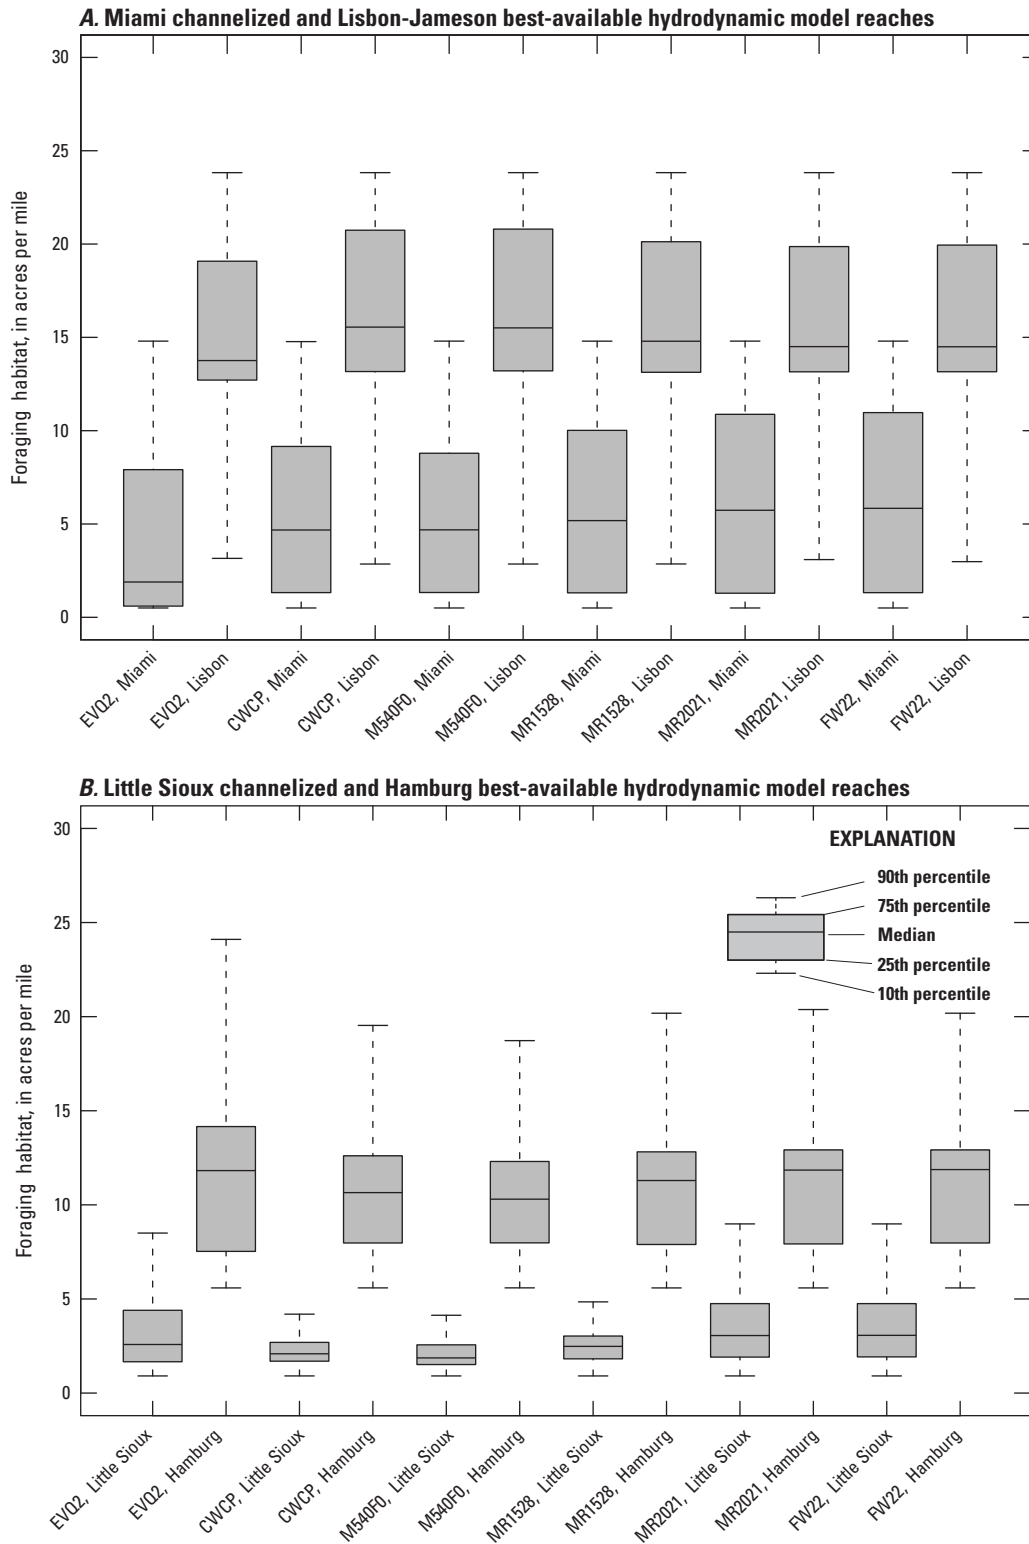 A. Miami channelized and Lisbon-Jameson best-available hydrodynamic model reaches
Foraging habitat, in acres per mile
30
25
20
15
10
5
0
EVQ2, Miami
EVQ2, Lisbon
CWCP, Miami
CWCP, Lisbon
M540F0, Miami
M540F0, Lisbon
MR1528, Miami
MR1528, Lisbon
MR2021, Miami
MR2021, Lisbon
FW22, Miami
FW22, Lisbon
B. Little Sioux channelized and Hamburg best-available hydrodynamic model reaches
Foraging habitat, in acres per mile
30
25
20
15
10
5
0
EXPLANATION
90th percentile
75th percentile
Median
25th percentile
10th percentile
EVQ2, Little Sioux
EVQ2, Hamburg
CWCP, Little Sioux
CWCP, Hamburg
M540F0, Little Sioux
M540F0, Hamburg
MR1528, Little Sioux
MR1528, Hamburg
MR2021, Little Sioux
MR2021, Hamburg
FW22, Little Sioux
FW22, Hamburg